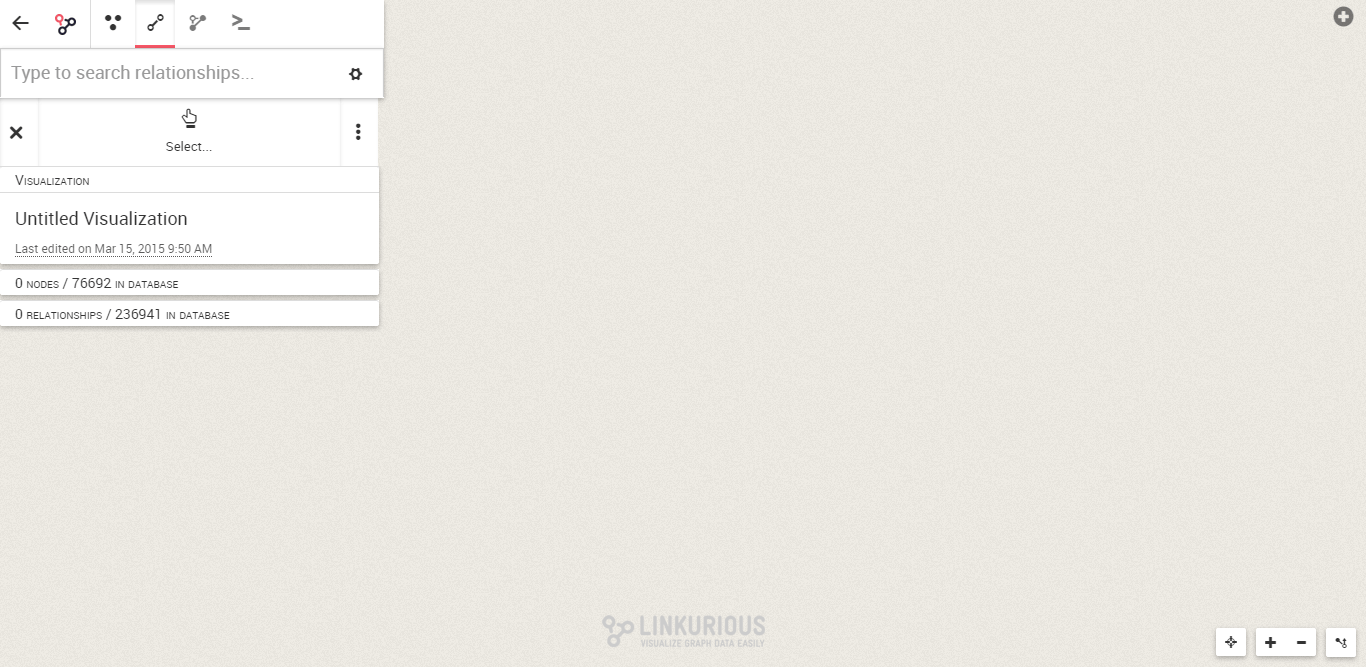 Type to search relationships...
Select...
Visualization
Untitled Visualization
Last edited on Mar 15, 2015 9:50 AM
0 nodes / 76692 in database
0 relationships / 236941 in database
LINKURIOUS
VISUALIZE GRAPH DATA EASILY